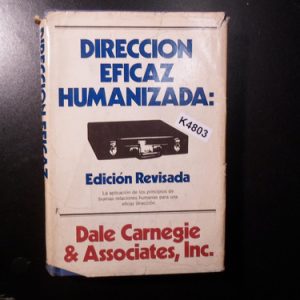 DIRECCION
EFICAZ
HUMANIZADA:
K4803
Edición Revisada
La aplicación de los principios de
buenas relaciones humanas para una
eficaz dirección.
Dale Carnegie
& Associates, Inc.
DIRECCION EFICAZ